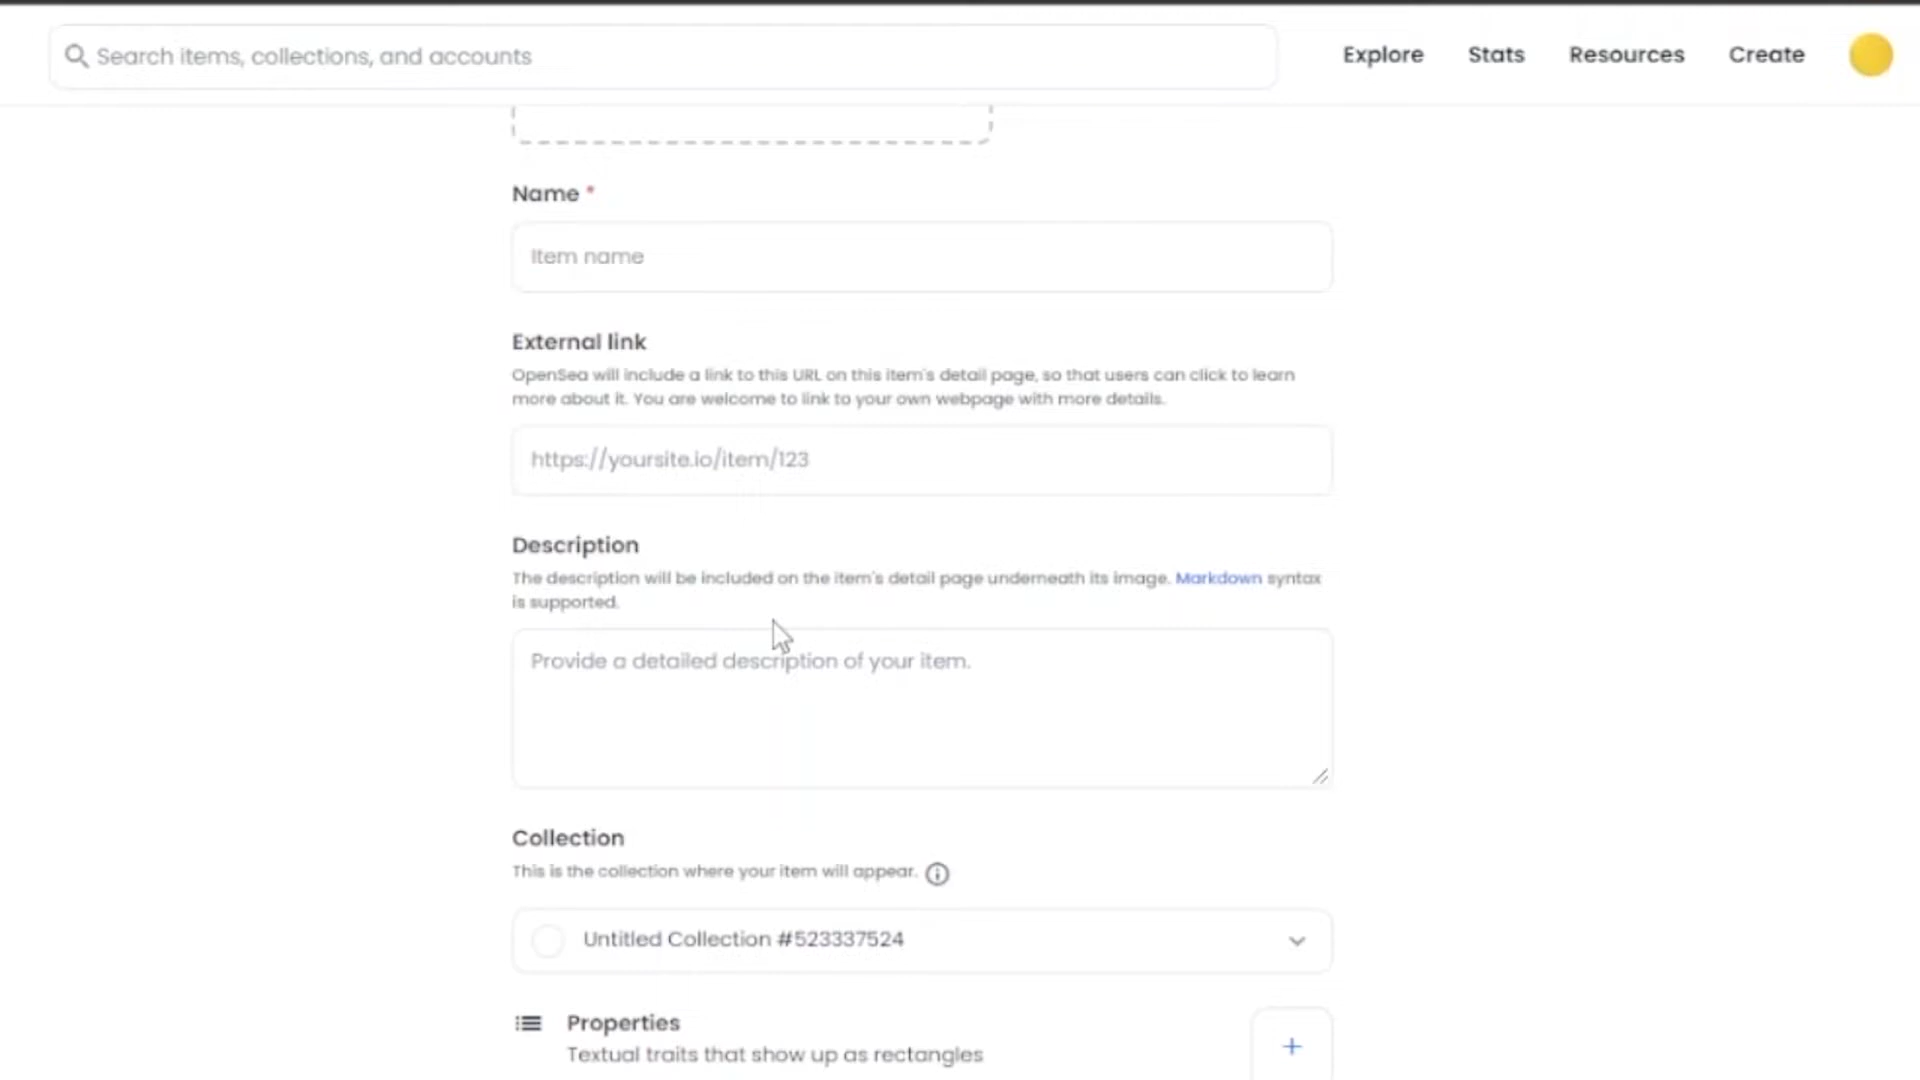 Search items, collections, and accounts
Explore Stats Resources Create
Name *
Item name
External link
OpenSea will include a link to this URL on this item's detail page, so that users can click to learn
more about it. You are welcome to link to your own webpage with more details.
https://yoursite.io/item/123
Description
The description will be included on the item's detail page underneath its image. Markdown syntax
is supported.
Provide a detailed description of your item.
Collection
This is the collection where your item will appear.
Untitled Collection #523337524
Properties
Textual traits that show up as rectangles